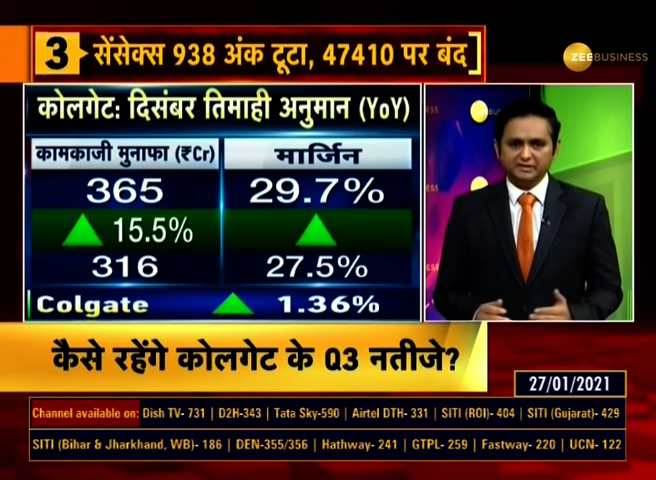 3 सेंसेक्स 938 अंक टूटा, 47410 पर बंद
ZEEBUSINESS
कोलगेट: दिसंबर तिमाही अनुमान (YoY)
कामकाजी मुनाफा (₹Cr) मार्जिन
365 29.7%
15.5%
316 27.5%
Colgate 1.36%
कैसे रहेंगे कोलगेट के Q3 नतीजे?
27/01/2021
Channel available on: Dish TV- 731 | D2H-343 | Tata Sky-590 | Airtel DTH- 331 | SITI (ROI)- 404 | SITI (Gujarat)- 429
SITI (Bihar & Jharkhand, WB)- 186 | DEN-355/356 | Hathway- 241 | GTPL- 259 | Fastway- 220 | UCN- 122